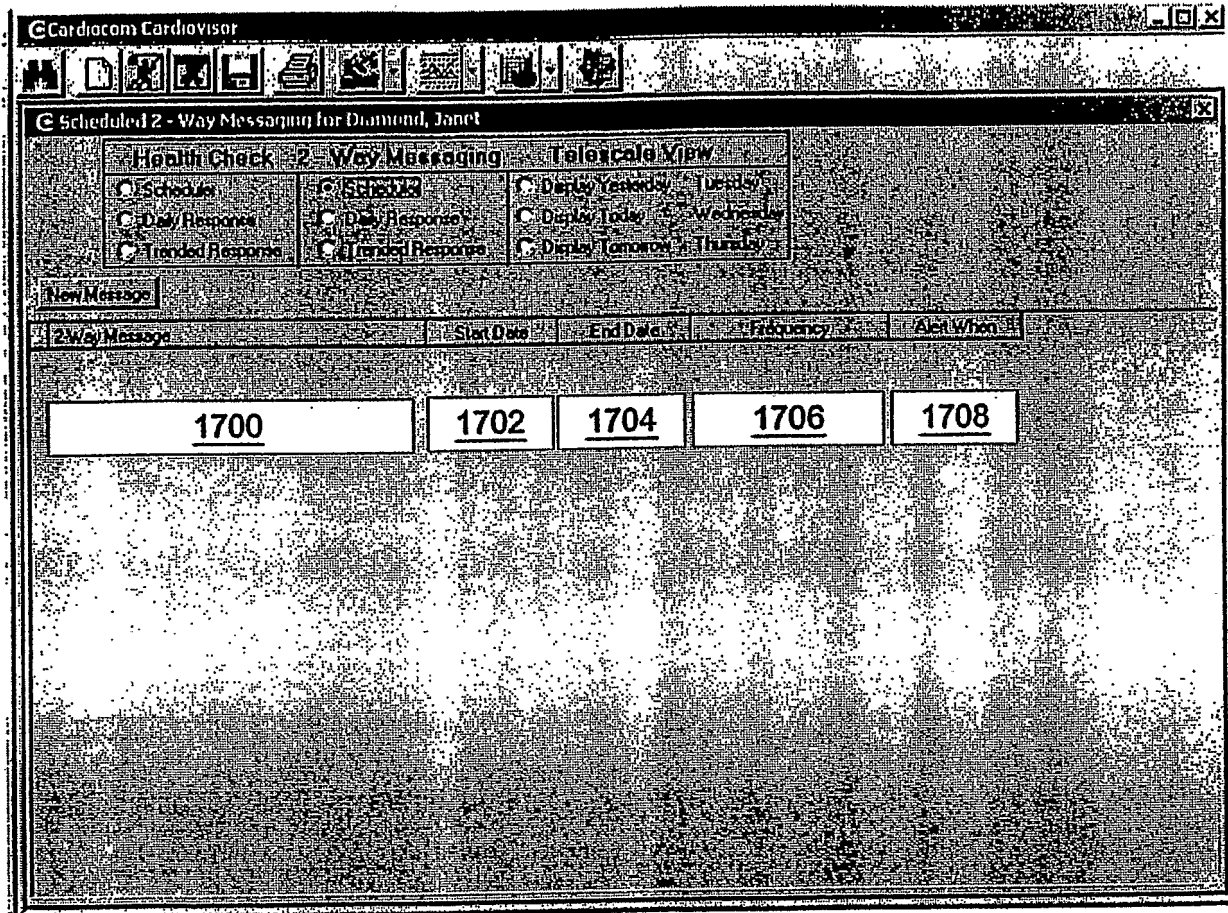 Cardiocom Cardiovisor
Scheduled 2 - Way Messaging for Diamond, Janet
Health Check 2 - Way Messaging Telescale View
Scheduler Scheduler Display Yesterday Tuesday
Daily Response Daily Response Display Today Wednesday
Trended Response Trended Response Display Tomorrow Thursday
New Message
2-Way Message Start Date End Date Frequency Alert When
1700 1702 1704 1706 1708